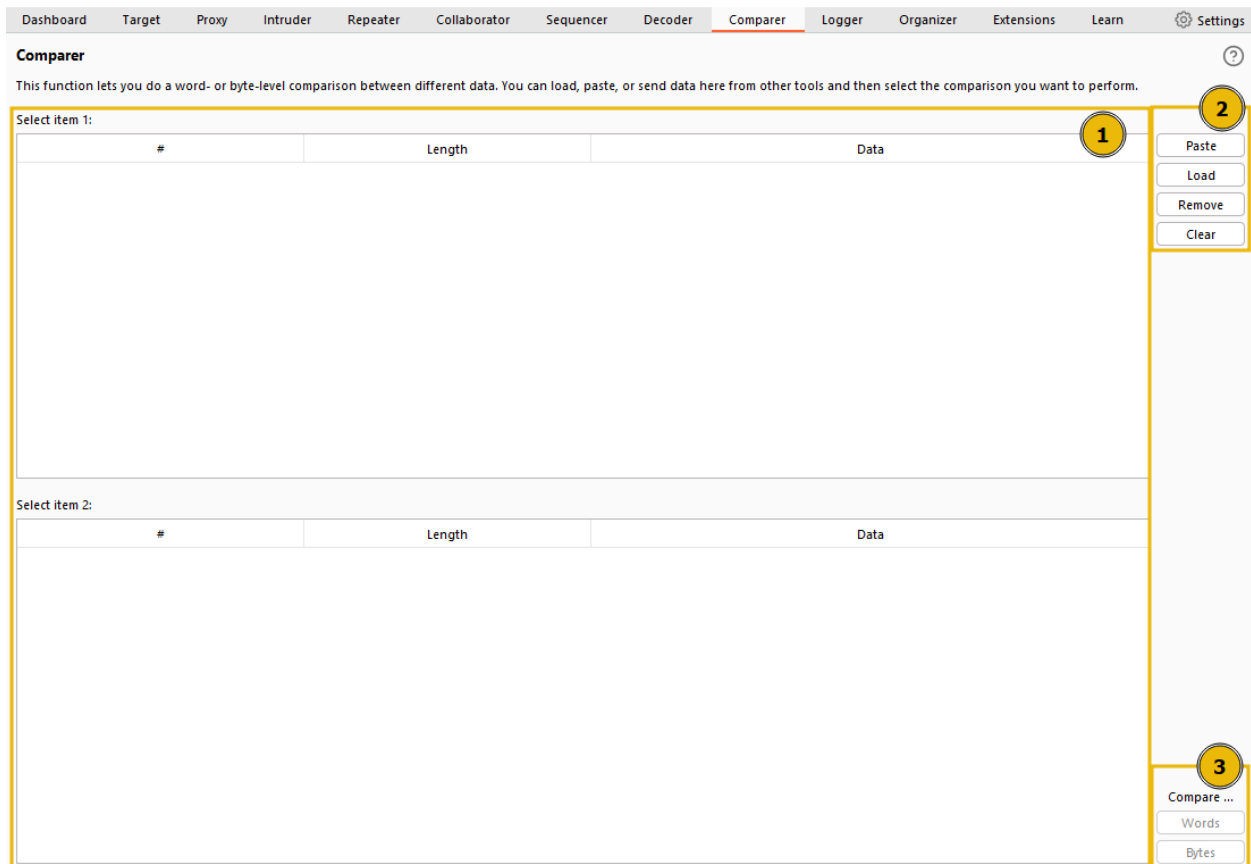 Dashboard Target Proxy Intruder Repeater Collaborator Sequencer Decoder Comparer Logger Organizer Extensions Learn Settings
Comparer ?
This function lets you do a word- or byte-level comparison between different data. You can load, paste, or send data here from other tools and then select the comparison you want to perform.
Select item 1:
1
2
# Length Data
Paste
Load
Remove
Clear
Select item 2:
# Length Data
3
Compare ...
Words
Bytes